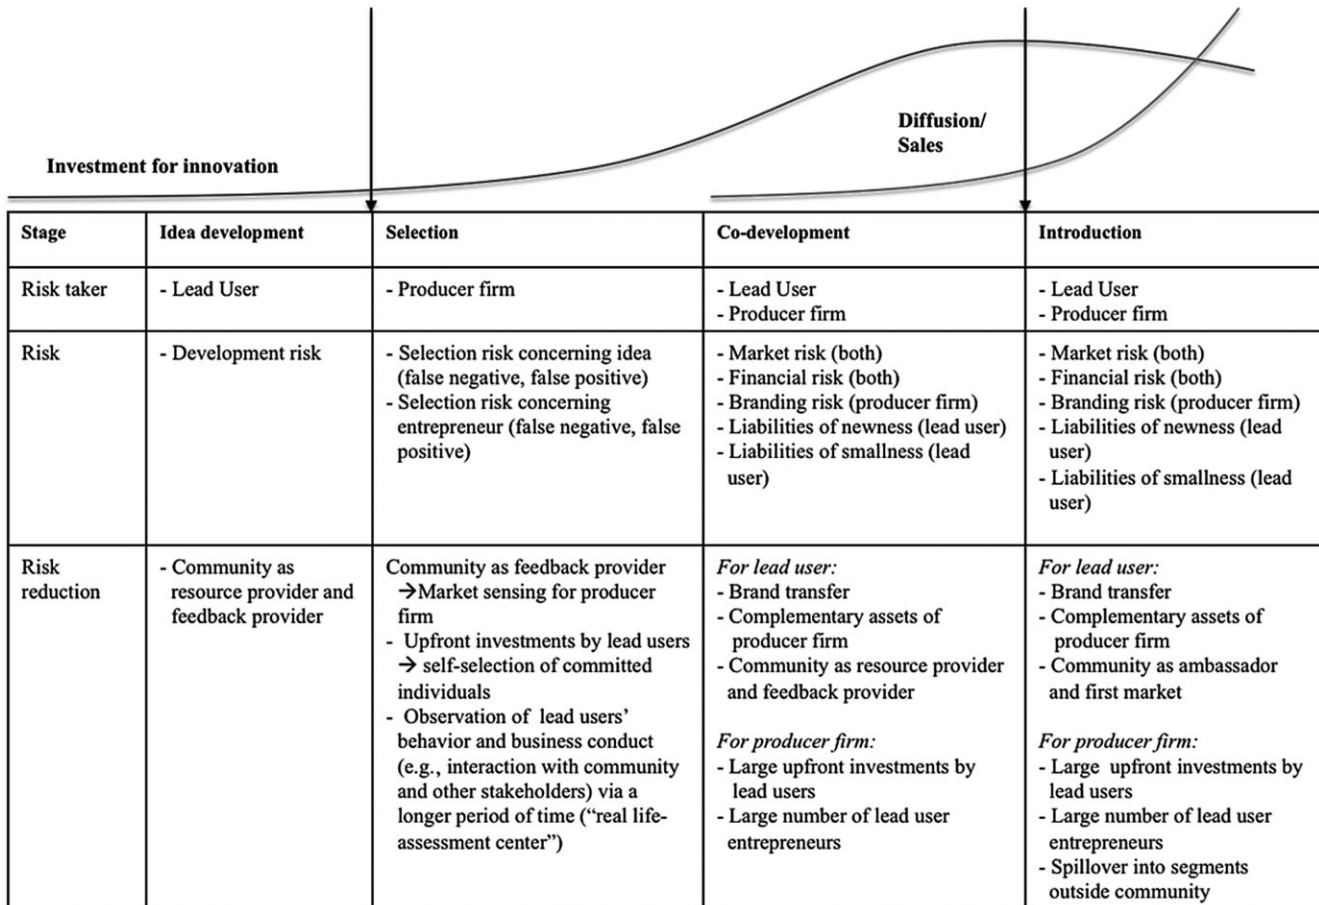 Diffusion/
Sales
Investment for innovation
Stage
Idea development
Selection
Co-development
Introduction
Risk taker
- Lead User
- Producer firm
- Lead User
- Producer firm
- Lead User
- Producer firm
Risk
- Development risk
- Selection risk concerning idea
(false negative, false positive)
- Selection risk concerning
entrepreneur (false negative, false
positive)
- Market risk (both)
- Financial risk (both)
- Branding risk (producer firm)
- Liabilities of newness (lead user)
- Liabilities of smallness (lead
user)
- Market risk (both)
- Financial risk (both)
- Branding risk (producer firm)
- Liabilities of newness (lead
user)
- Liabilities of smallness (lead
user)
Risk
reduction
- Community as
resource provider and
feedback provider
Community as feedback provider
→Market sensing for producer
firm
- Upfront investments by lead users
→ self-selection of committed
individuals
- Observation of lead users’
behavior and business conduct
(e.g., interaction with community
and other stakeholders) via a
longer period of time (“real life-
assessment center”)
For lead user:
- Brand transfer
- Complementary assets of
producer firm
- Community as resource provider
and feedback provider
For producer firm:
- Large upfront investments by
lead users
- Large number of lead user
entrepreneurs
For lead user:
- Brand transfer
- Complementary assets of
producer firm
- Community as ambassador
and first market
For producer firm:
- Large upfront investments by
lead users
- Large number of lead user
entrepreneurs
- Spillover into segments
outside community